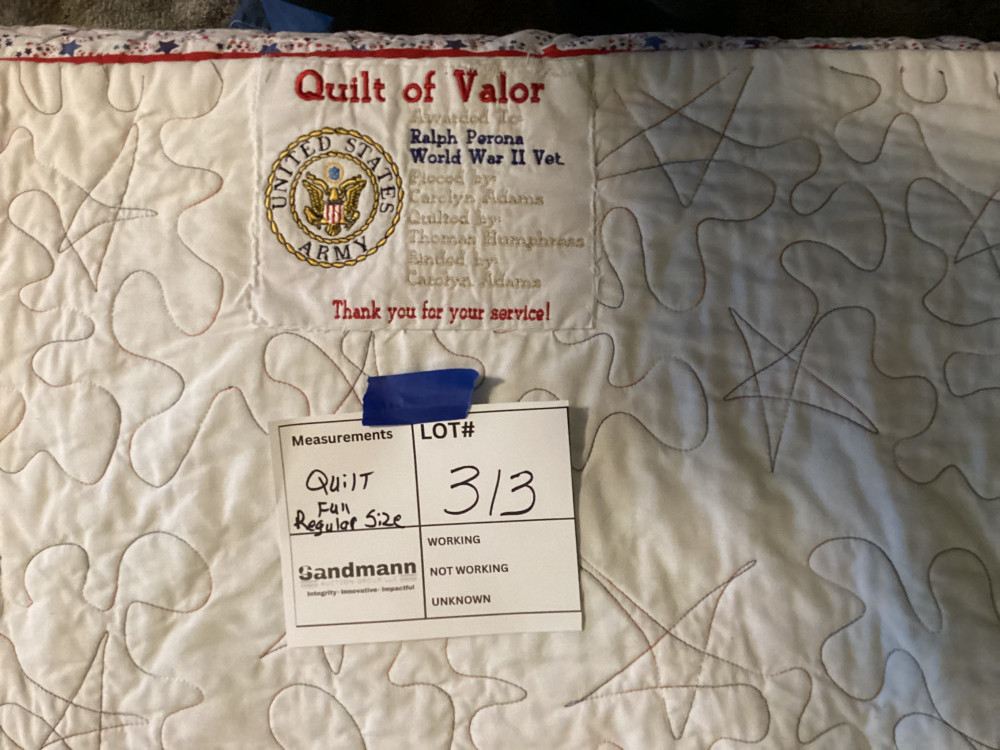 Quilt of Valor
Awarded To:
Ralph Perona
World War II Vet
Pieced by:
Carolyn Adams
Quilted by:
Thomas Humphress
Binded by:
Carolyn Adams
UNITED STATES
ARMY
Thank you for your service!
Measurements
LOT#
Quilt
Full
Regular Size
313
WORKING
NOT WORKING
UNKNOWN
Sandmann
Integrity- Innovative- Impactful